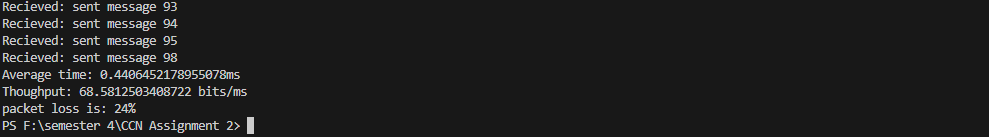 Recieved: sent message 93
Recieved: sent message 94
Recieved: sent message 95
Recieved: sent message 98
Average time: 0.4406452178955078ms
Thoughput: 68.5812503408722 bits/ms
packet loss is: 24%
PS F:\semester 4\CCN Assignment 2>